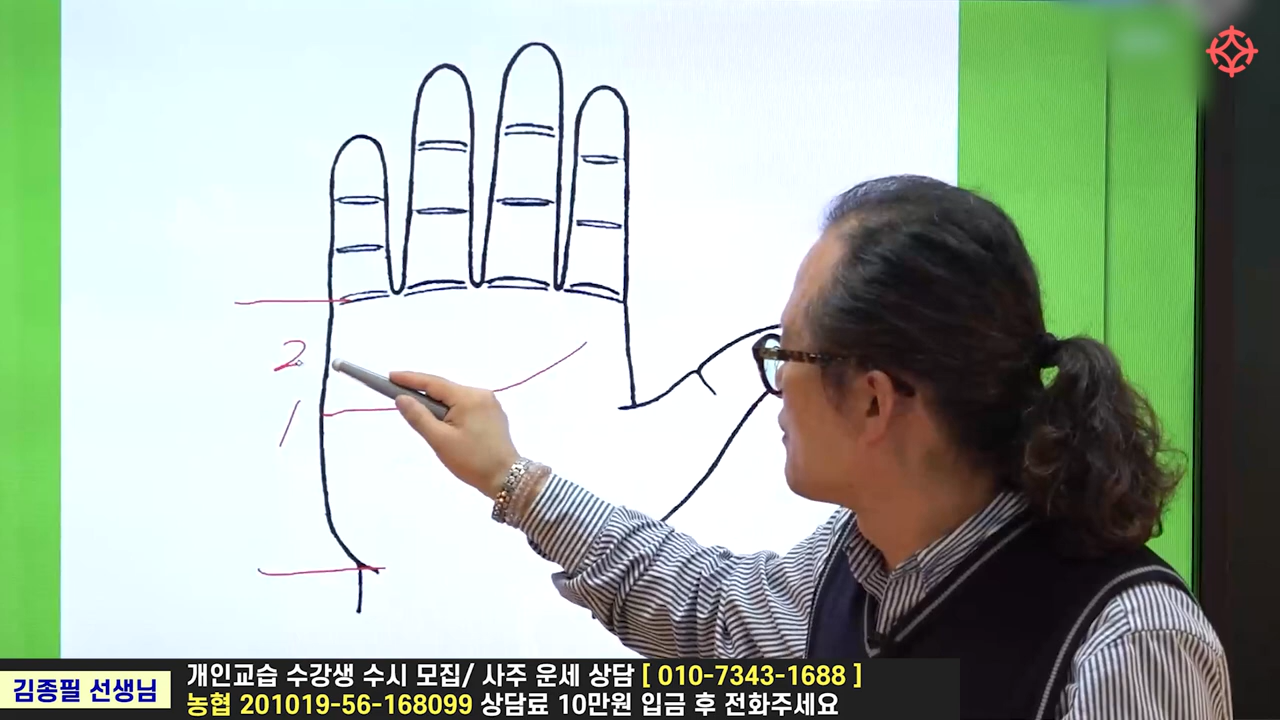 2
1
김종필 선생님
개인교습 수강생 수시 모집/ 사주 운세 상담 [ 010-7343-1688 ]
농협 201019-56-168099 상담료 10만원 입금 후 전화주세요